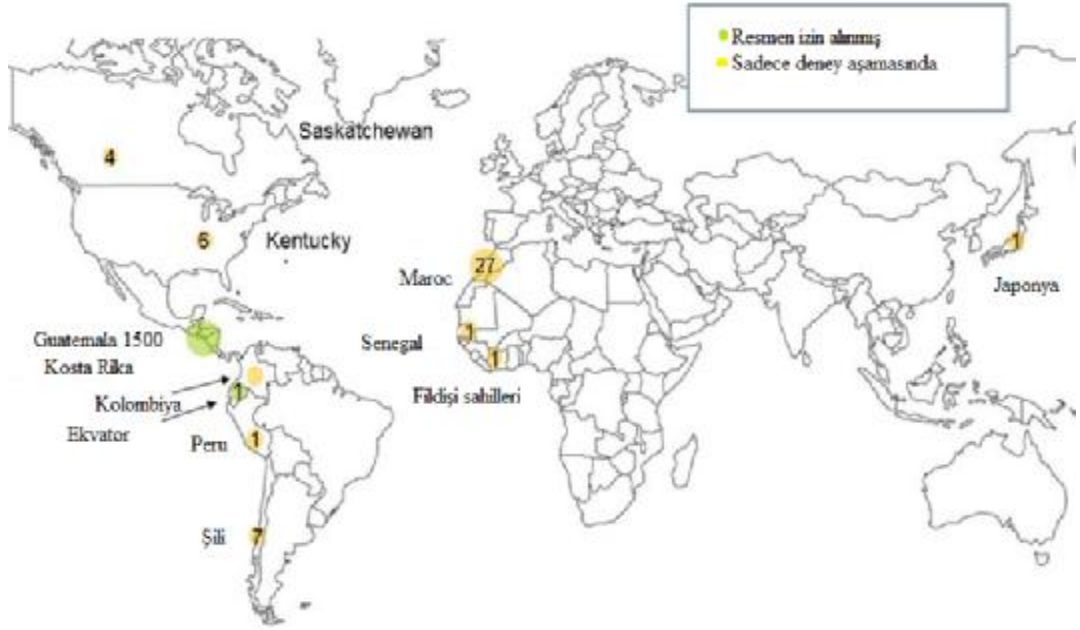 Resmen izin alınmış
Sadece deney aşamasında
Saskatchewan
4
6
Kentucky
27
Maroc
1
Japonya
Guatemala 1500
Kosta Rika
1
Senegal
1
Fildişi sahilleri
Kolombiya
1
Ekvator
Peru
1
Şili
7